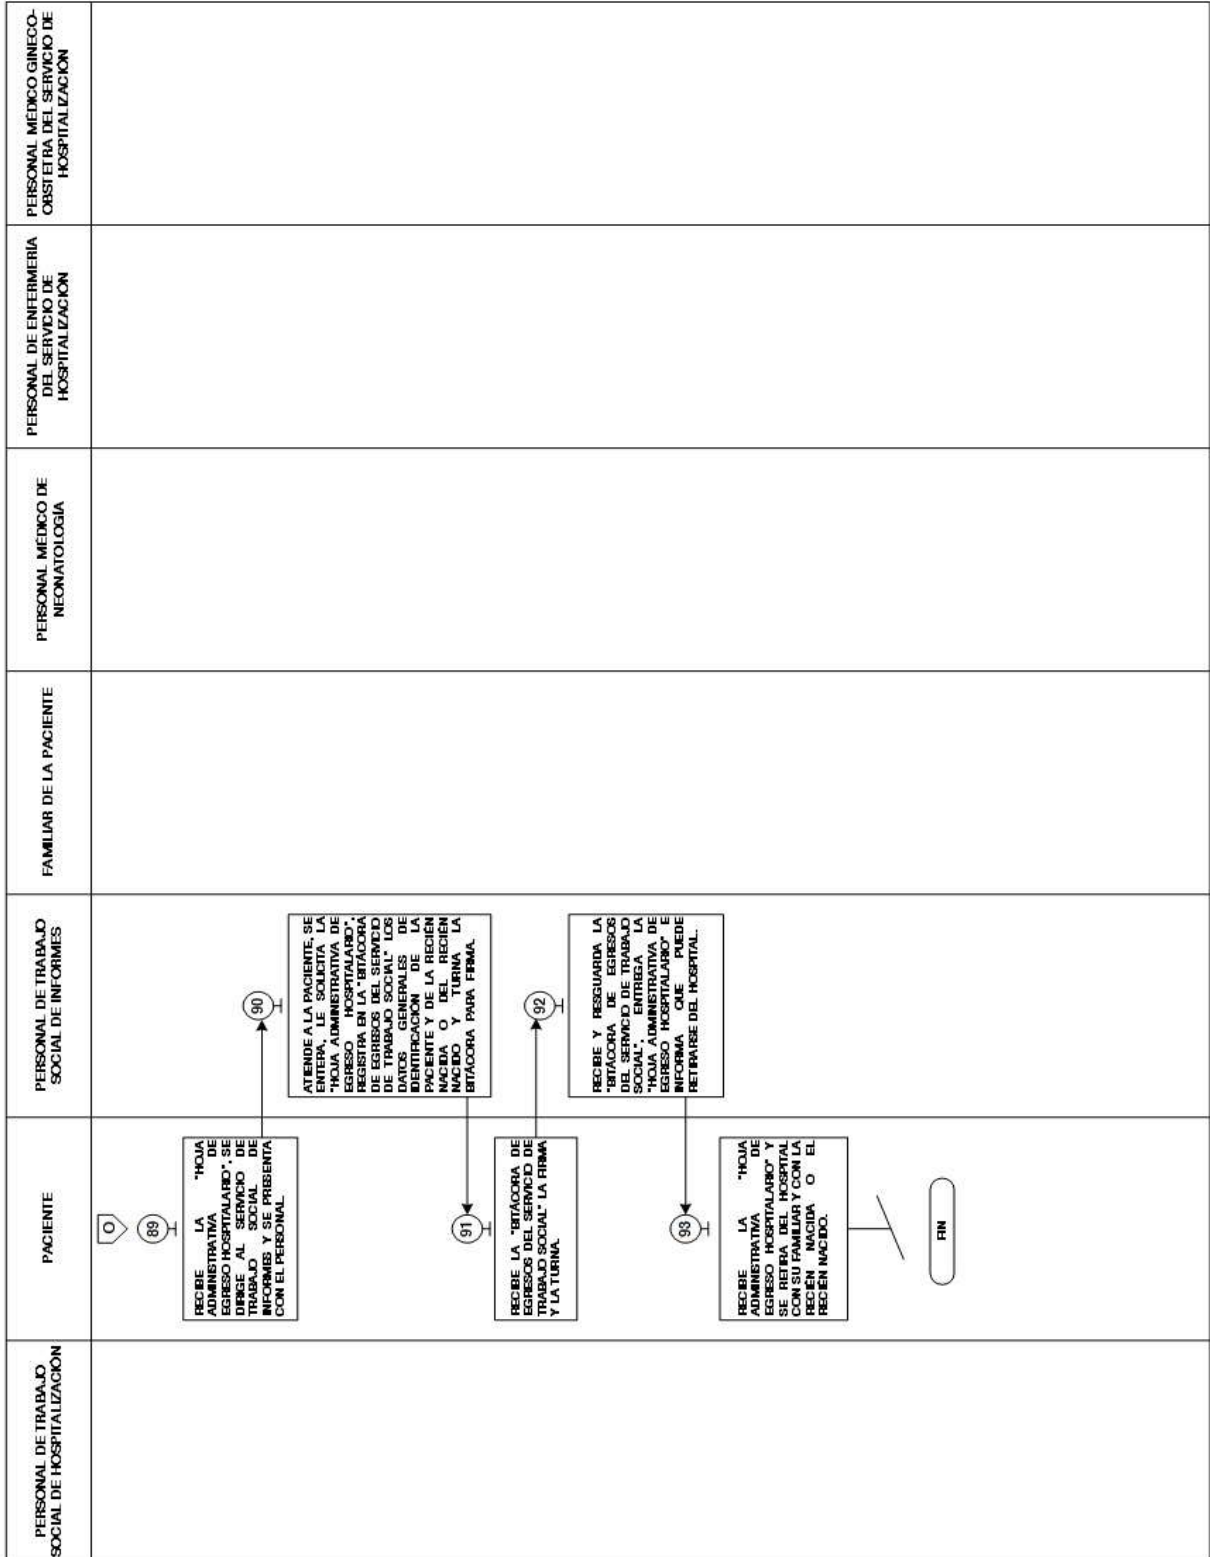 PERSONAL DE TRABAJO
SOCIAL DE HOSPITALIZACIÓN
PACIENTE
PERSONAL DE TRABAJO
SOCIAL DE INFORMES
FAMILIAR DE LA PACIENTE
PERSONAL MÉDICO DE
NEONATOLOGÍA
PERSONAL DE ENFERMERÍA
DEL SERVICIO DE
HOSPITALIZACIÓN
PERSONAL MÉDICO GINECO-
OBSTETRA DEL SERVICIO DE
HOSPITALIZACIÓN
O
89
RECIBE LA "HOJA
ADMINISTRATIVA DE
EGRESO HOSPITALARIO", SE
DIRIGE AL SERVICIO DE
TRABAJO SOCIAL DE
INFORMES Y SE PRESENTA
CON EL PERSONAL.
90
ATIENDE A LA PACIENTE, SE
ENTERA, LE SOLICITA LA
"HOJA ADMINISTRATIVA DE
EGRESO HOSPITALARIO",
REGISTRA EN LA "BITÁCORA
DE EGRESOS DEL SERVICIO
DE TRABAJO SOCIAL" LOS
DATOS GENERALES DE
IDENTIFICACIÓN DE LA
PACIENTE Y DE LA RECIÉN
NACIDA O DEL RECIÉN
NACIDO Y TURNA LA
BITÁCORA PARA FIRMA.
91
RECIBE LA "BITÁCORA DE
EGRESOS DEL SERVICIO DE
TRABAJO SOCIAL" LA FIRMA
Y LA TURNA.
92
RECIBE Y RESGUARDA LA
"BITÁCORA DE EGRESOS
DEL SERVICIO DE TRABAJO
SOCIAL", ENTREGA LA
"HOJA ADMINISTRATIVA DE
EGRESO HOSPITALARIO" E
INFORMA QUE PUEDE
RETIRARSE DEL HOSPITAL.
93
RECIBE LA "HOJA
ADMINISTRATIVA DE
EGRESO HOSPITALARIO" Y
SE RETIRA DEL HOSPITAL
CON SU FAMILIAR Y CON LA
RECIÉN NACIDA O EL
RECIÉN NACIDO.
FIN